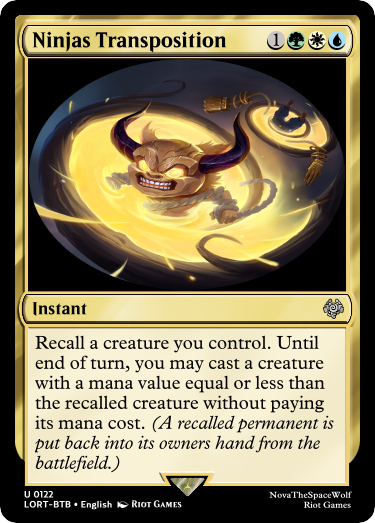 Ninjas Transposition 1
Instant
Recall a creature you control. Until
end of turn, you may cast a creature
with a mana value equal or less than
the recalled creature without paying
its mana cost. (A recalled permanent is
put back into its owners hand from the
battlefield.)
U 0122
LORT-BTB • English Riot Games
NovaTheSpaceWolf
Riot Games